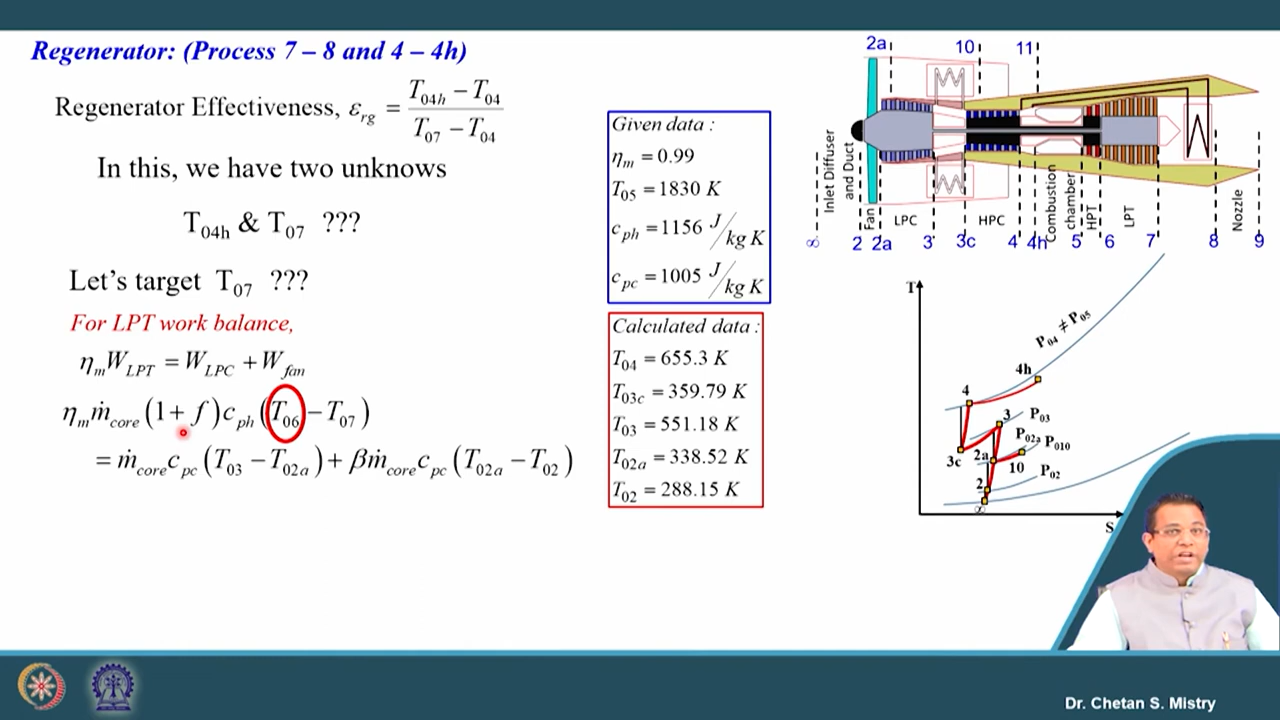 Regenerator: (Process 7 – 8 and 4 – 4h)
Regenerator Effectiveness, ε_rg = (T_04h − T_04) / (T_07 − T_04)
In this, we have two unknows
T_04h & T_07 ???
Let's target T_07 ???
For LPT work balance,
η_m W_LPT = W_LPC + W_fan
η_m ṁ_core (1 + f) c_ph (T_06 − T_07)
= ṁ_core c_pc (T_03 − T_02a) + βṁ_core c_pc (T_02a − T_02)
Given data :
η_m = 0.99
T_05 = 1830 K
c_ph = 1156 J/kg K
c_pc = 1005 J/kg K
Calculated data :
T_04 = 655.3 K
T_03c = 359.79 K
T_03 = 551.18 K
T_02a = 338.52 K
T_02 = 288.15 K
2a 10 11
Inlet Diffuser
and Duct
Fan
LPC
HPC
Combustion
chamber
HPT
LPT
Nozzle
∞ 2 2a 3 3c 4 4h 5 6 7 8 9
T
P_04 ≠ P_05
4h
4
3 P_03
P_02a P_010
3c 2a 10 P_02
2
∞
S
Dr. Chetan S. Mistry